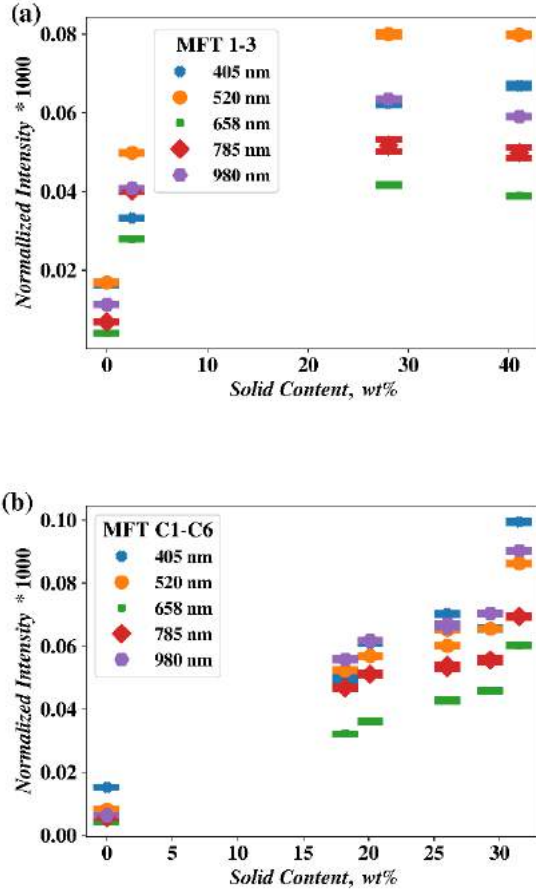 (a)
MFT 1-3
405 nm
520 nm
658 nm
785 nm
980 nm
0.08
0.06
0.04
0.02
Normallized Intensity *1000
0 10 20 30 40
Solid Content, wt%
(b)
MFT C1-C6
405 nm
520 nm
658 nm
785 nm
980 nm
0.10
0.08
0.06
0.04
0.02
0.00
Normalized Intensity *1000
0 5 10 15 20 25 30
Solid Content, wt%